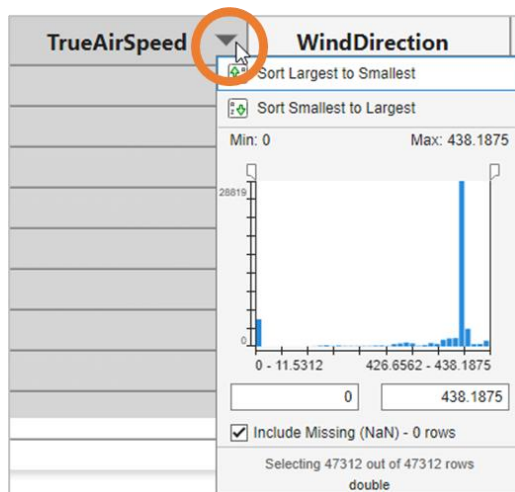 TrueAirSpeed WindDirection
Sort Largest to Smallest
Sort Smallest to Largest
Min: 0 Max: 438.1875
28819
0
0 - 11.5312 426.6562 - 438.1875
0 438.1875
Include Missing (NaN) - 0 rows
Selecting 47312 out of 47312 rows
double